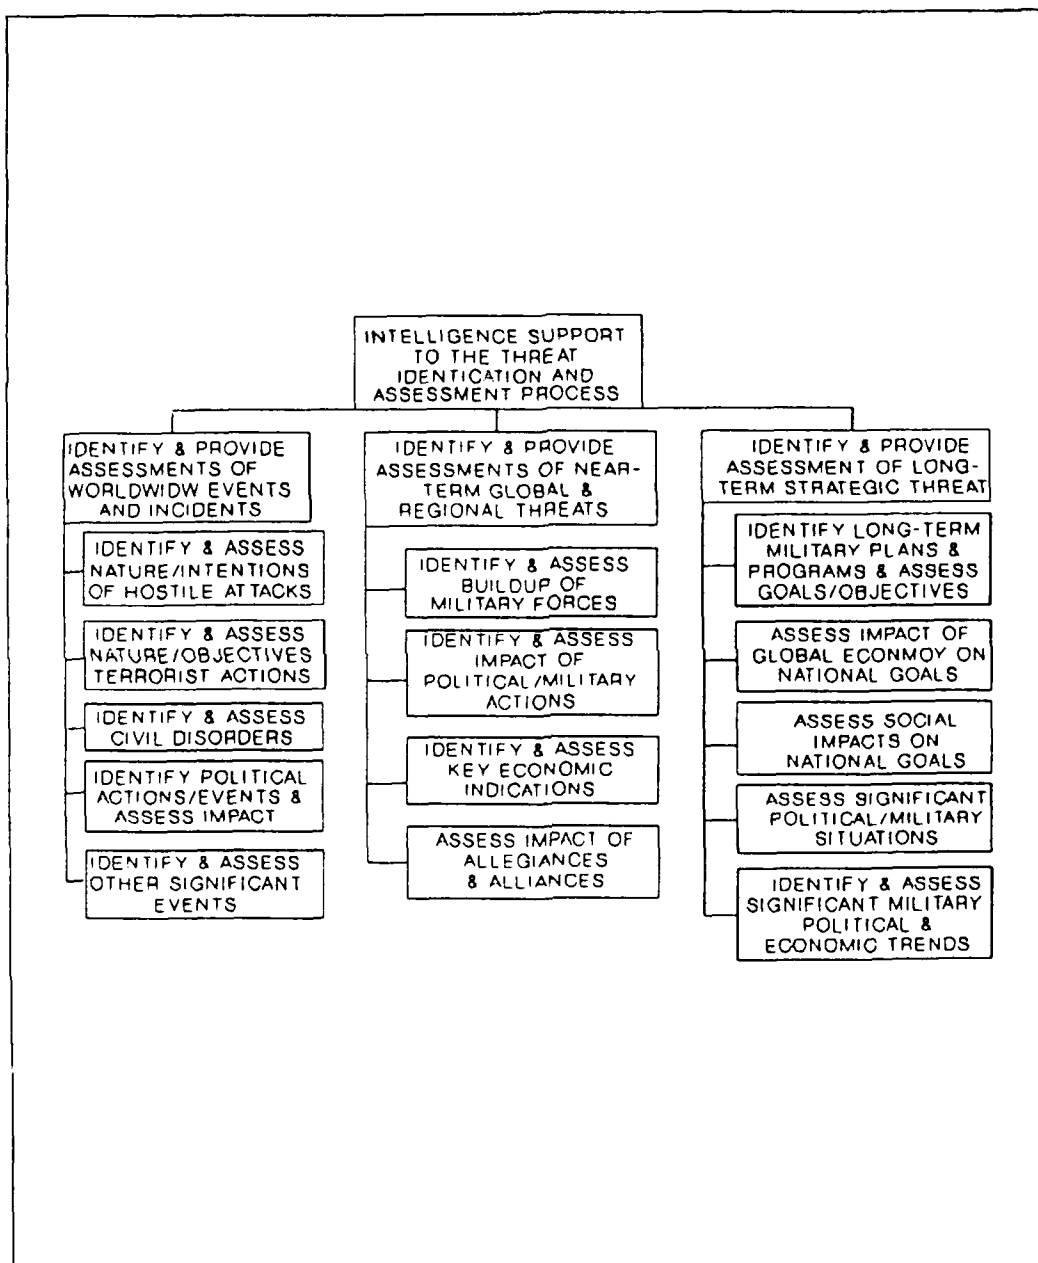 INTELLIGENCE SUPPORT
TO THE THREAT
IDENTICATION AND
ASSESSMENT PROCESS
IDENTIFY & PROVIDE
ASSESSMENTS OF
WORLDWIDW EVENTS
AND INCIDENTS
IDENTIFY & ASSESS
NATURE/INTENTIONS
OF HOSTILE ATTACKS
IDENTIFY & ASSESS
NATURE/OBJECTIVES
TERRORIST ACTIONS
IDENTIFY & ASSESS
CIVIL DISORDERS
IDENTIFY POLITICAL
ACTIONS/EVENTS &
ASSESS IMPACT
IDENTIFY & ASSESS
OTHER SIGNIFICANT
EVENTS
IDENTIFY & PROVIDE
ASSESSMENTS OF NEAR-
TERM GLOBAL &
REGIONAL THREATS
IDENTIFY & ASSESS
BUILDUP OF
MILITARY FORCES
IDENTIFY & ASSESS
IMPACT OF
POLITICAL/MILITARY
ACTIONS
IDENTIFY & ASSESS
KEY ECONOMIC
INDICATIONS
ASSESS IMPACT OF
ALLEGIANCES
& ALLIANCES
IDENTIFY & PROVIDE
ASSESSMENT OF LONG-
TERM STRATEGIC THREAT
IDENTIFY LONG-TERM
MILITARY PLANS &
PROGRAMS & ASSESS
GOALS/OBJECTIVES
ASSESS IMPACT OF
GLOBAL ECONMOY ON
NATIONAL GOALS
ASSESS SOCIAL
IMPACTS ON
NATIONAL GOALS
ASSESS SIGNIFICANT
POLITICAL/MILITARY
SITUATIONS
IDENTIFY & ASSESS
SIGNIFICANT MILITARY
POLITICAL &
ECONOMIC TRENDS